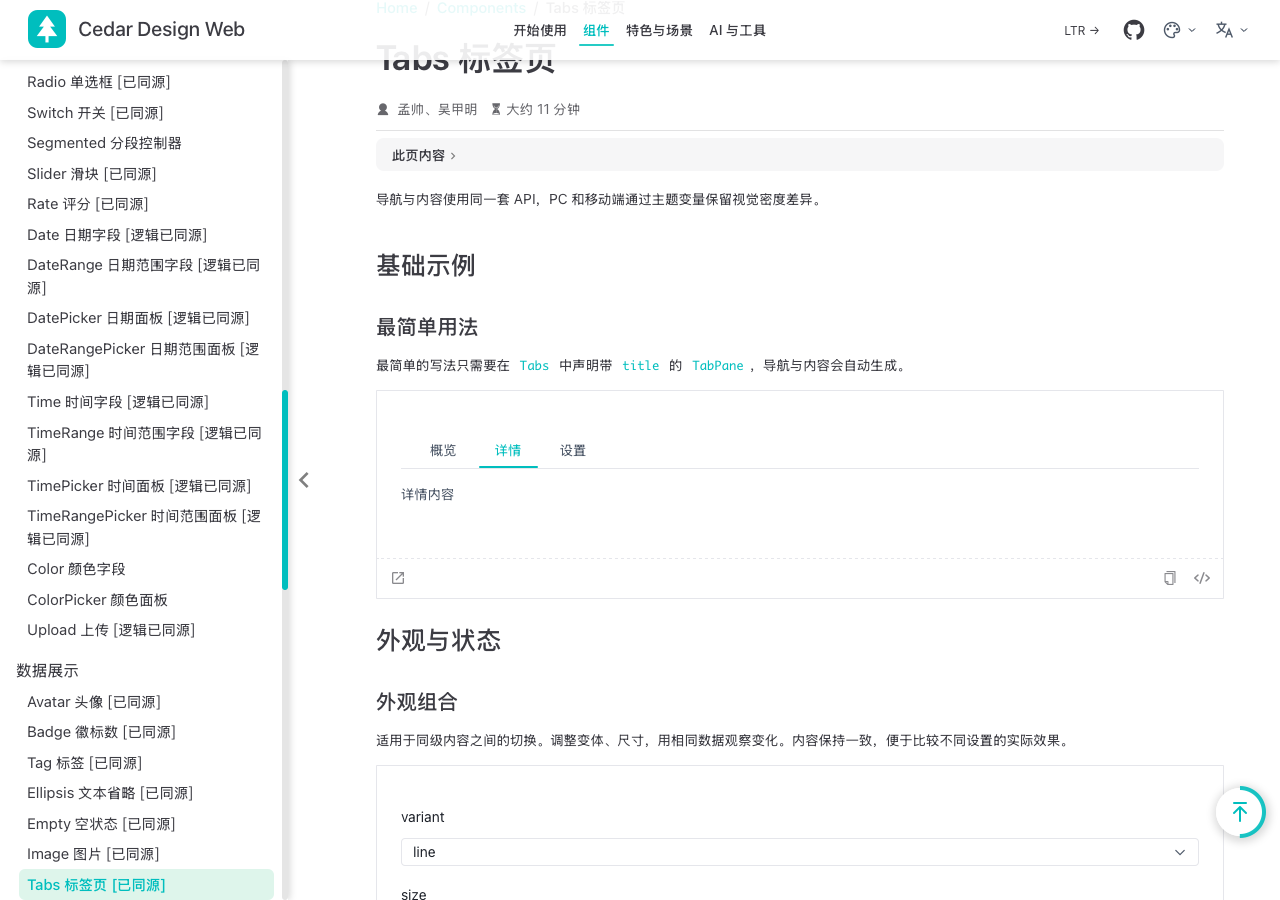 Home / Components / Tabs 标签页
Cedar Design Web
开始使用 组件 特色与场景 AI 与工具
LTR →
Radio 单选框 [已同源]
Switch 开关 [已同源]
Segmented 分段控制器
Slider 滑块 [已同源]
Rate 评分 [已同源]
Date 日期字段 [逻辑已同源]
DateRange 日期范围字段 [逻辑已同
源]
DatePicker 日期面板 [逻辑已同源]
DateRangePicker 日期范围面板 [逻
辑已同源]
Time 时间字段 [逻辑已同源]
TimeRange 时间范围字段 [逻辑已同
源]
TimePicker 时间面板 [逻辑已同源]
TimeRangePicker 时间范围面板 [逻
辑已同源]
Color 颜色字段
ColorPicker 颜色面板
Upload 上传 [逻辑已同源]
数据展示
Avatar 头像 [已同源]
Badge 徽标数 [已同源]
Tag 标签 [已同源]
Ellipsis 文本省略 [已同源]
Empty 空状态 [已同源]
Image 图片 [已同源]
Tabs 标签页 [已同源]
Tabs 标签页
孟帅、吴甲明 大约 11 分钟
此页内容
导航与内容使用同一套 API，PC 和移动端通过主题变量保留视觉密度差异。
基础示例
最简单用法
最简单的写法只需要在 Tabs 中声明带 title 的 TabPane，导航与内容会自动生成。
概览 详情 设置
详情内容
外观与状态
外观组合
适用于同级内容之间的切换。调整变体、尺寸，用相同数据观察变化。内容保持一致，便于比较不同设置的实际效果。
variant
line
size